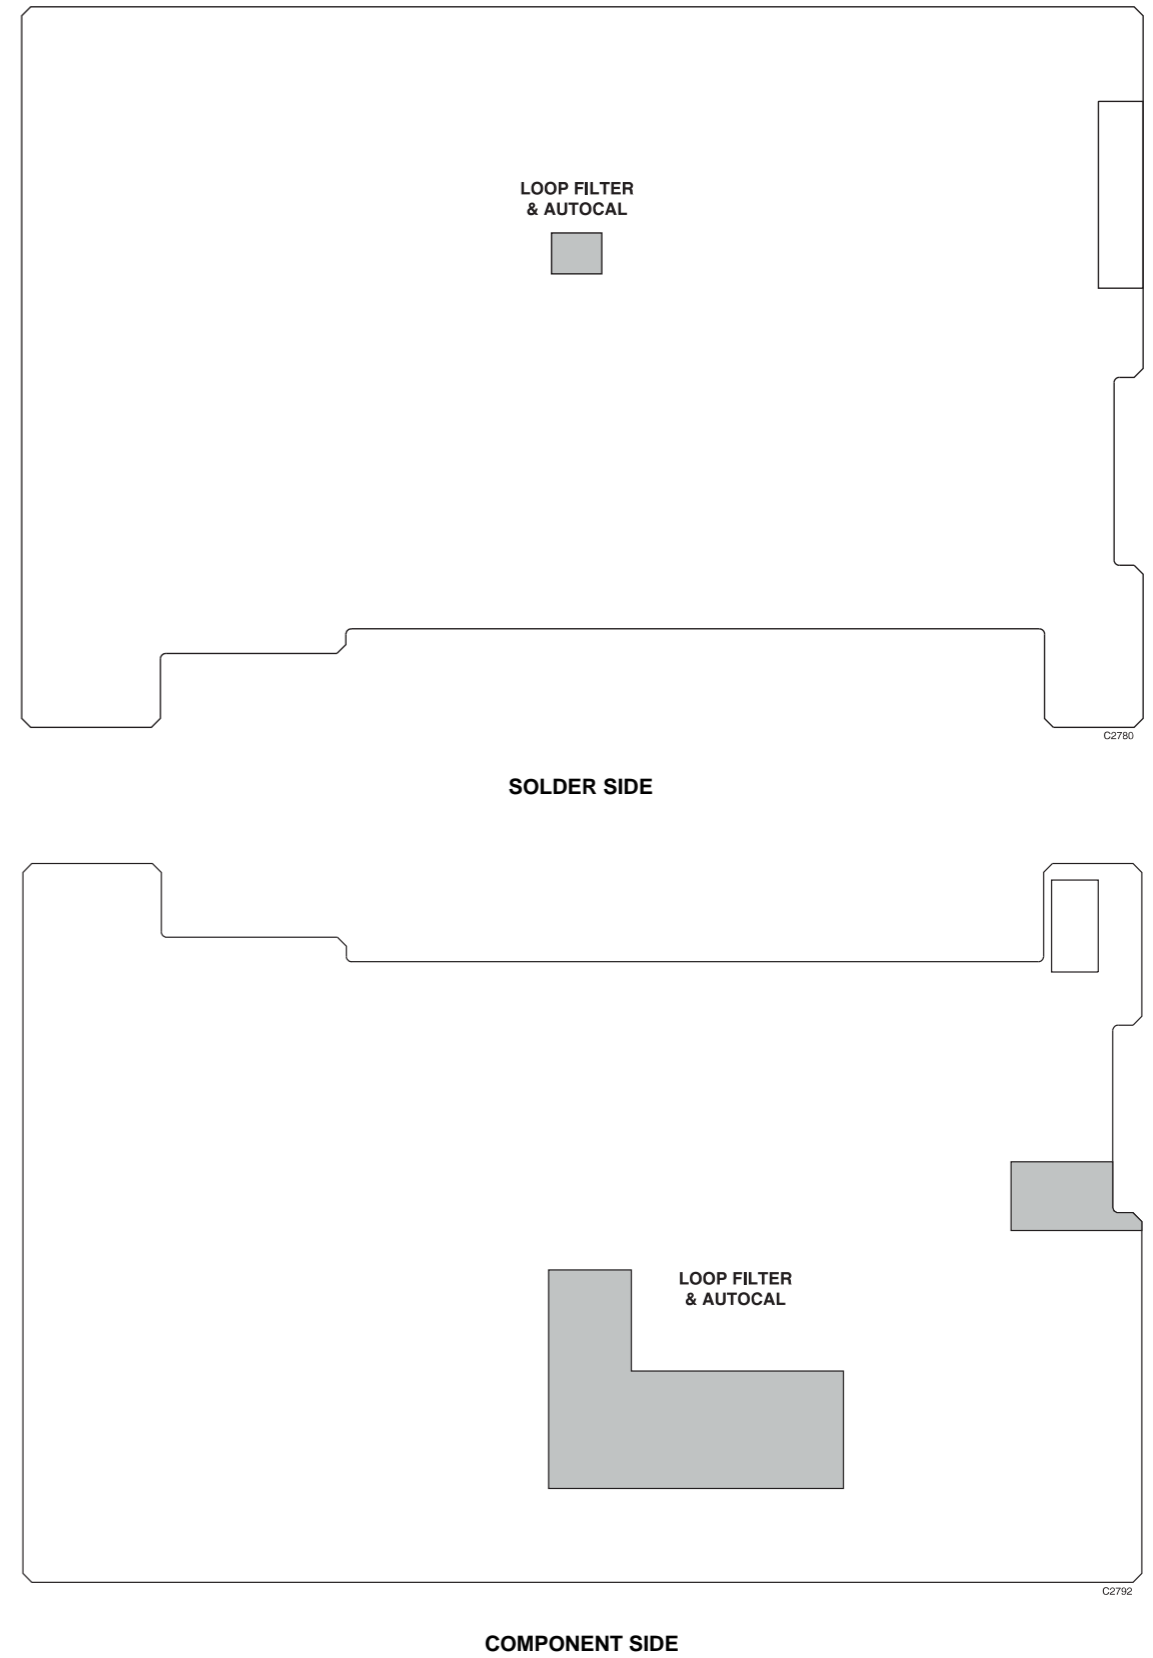 LOOP FILTER
& AUTOCAL
C2780
SOLDER SIDE
LOOP FILTER
& AUTOCAL
C2792
COMPONENT SIDE